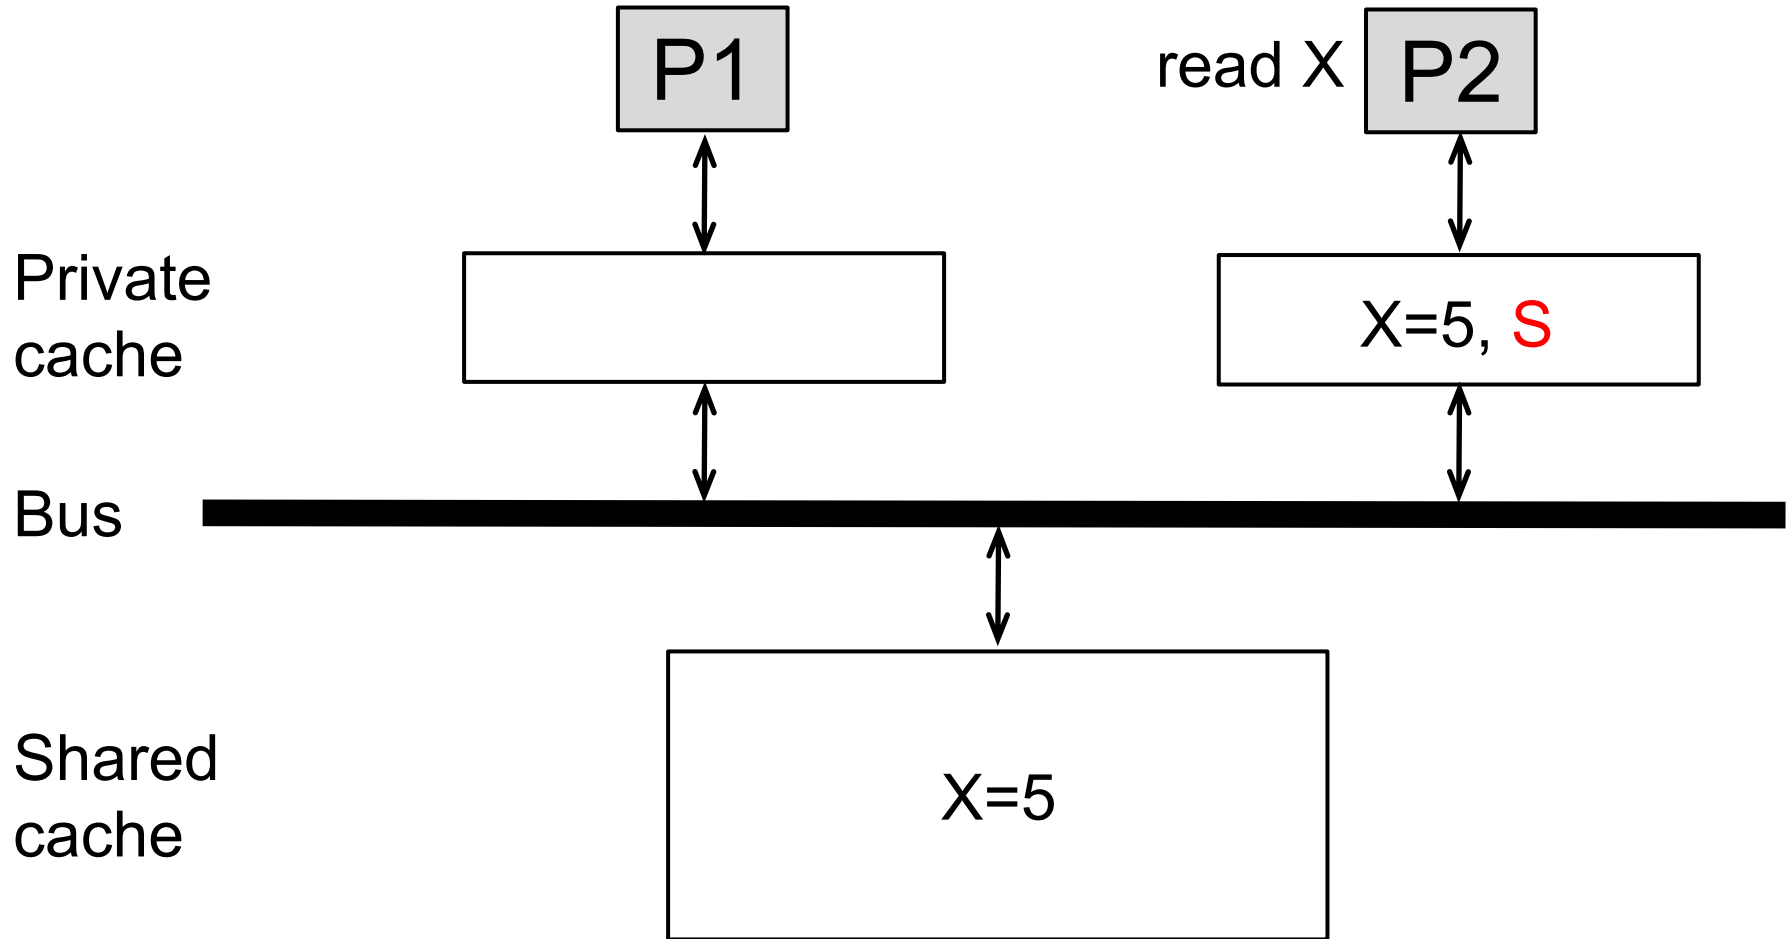 P1
read X P2
Private
cache
X=5, S
Bus
Shared
cache
X=5